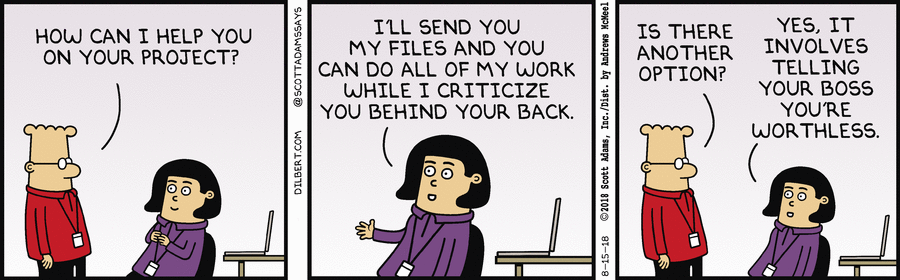 HOW CAN I HELP YOU
ON YOUR PROJECT?
DILBERT.COM @SCOTTADAMSSAYS
I'LL SEND YOU
MY FILES AND YOU
CAN DO ALL OF MY WORK
WHILE I CRITICIZE
YOU BEHIND YOUR BACK.
8-15-18 ©2018 Scott Adams, Inc./Dist. by Andrews McMeel
IS THERE
ANOTHER
OPTION?
YES, IT
INVOLVES
TELLING
YOUR BOSS
YOU'RE
WORTHLESS.